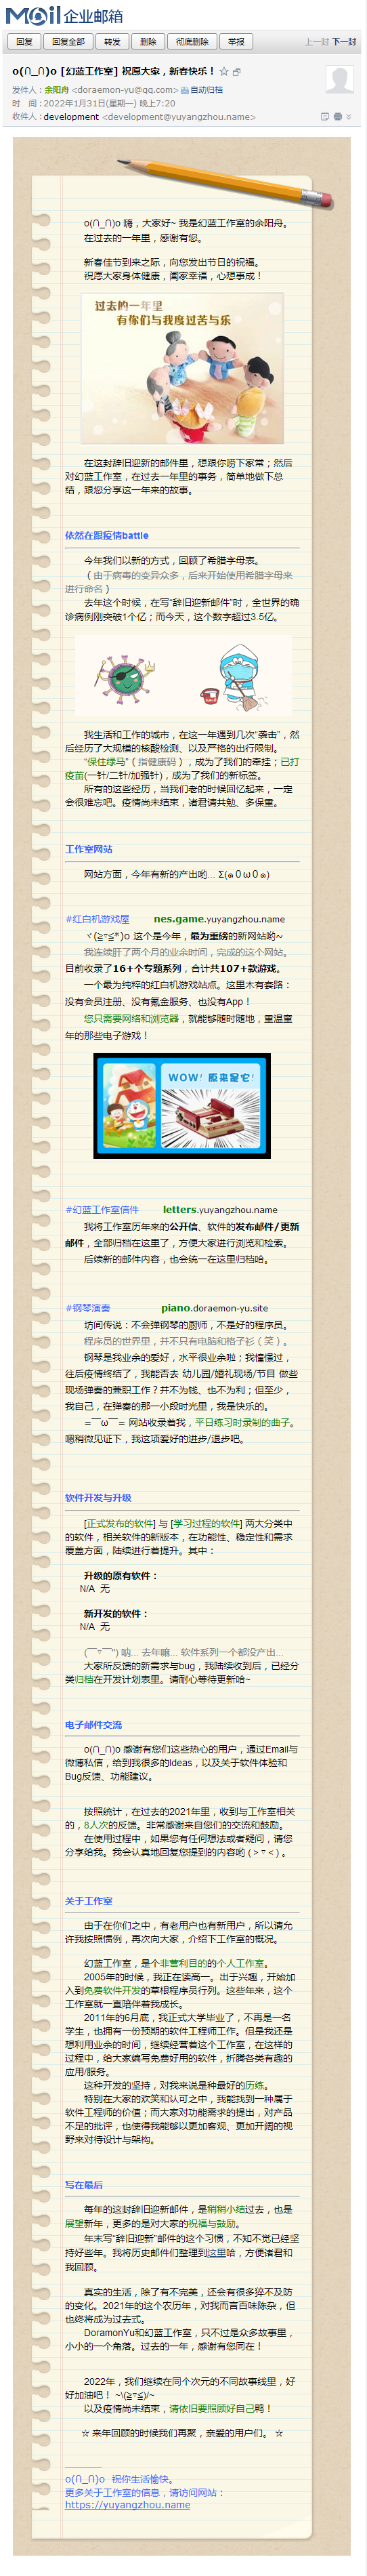 MOil企业邮箱
回复 回复全部 转发 删除 彻底删除 举报 上一封 下一封
o(∩_∩)o [幻蓝工作室] 祝愿大家，新春快乐！
发件人：余阳舟 <doraemon-yu@qq.com> 自动归档
时 间：2022年1月31日(星期一) 晚上7:20
收件人：development <development@yuyangzhou.name>
o(∩_∩)o 嗨，大家好~ 我是幻蓝工作室的余阳舟。
在过去的一年里，感谢有您。
新春佳节到来之际，向您发出节日的祝福。
祝愿大家身体健康，阖家幸福，心想事成！
过去的一年里
有你们与我度过苦与乐
在这封辞旧迎新的邮件里，想跟你唠下家常；然后
对幻蓝工作室，在过去一年里的事务，简单地做下总
结，跟您分享这一年来的故事。
依然在跟疫情battle
今年我们以新的方式，回顾了希腊字母表。
（由于病毒的变异众多，后来开始使用希腊字母来
进行命名）
去年这个时候，在写“辞旧迎新邮件”时，全世界的确
诊病例刚突破1个亿；而今天，这个数字超过3.5亿。
我生活和工作的城市，在这一年遇到几次“袭击”，然
后经历了大规模的核酸检测、以及严格的出行限制。
“保住绿马”（指健康码），成为了我们的牵挂；已打
疫苗(一针/二针/加强针)，成为了我们的新标签。
所有的这些经历，当我们老的时候回忆起来，一定
会很难忘吧。疫情尚未结束，诸君请共勉、多保重。
工作室网站
网站方面，今年有新的产出哟... Σ(๑０ω０๑)
#红白机游戏屋 nes.game.yuyangzhou.name
ヾ(≧▽≦*)o 这个是今年，最为重磅的新网站哟~
我连续肝了两个月的业余时间，完成的这个网站。
目前收录了16+个专题系列，合计共107+款游戏。
一个最为纯粹的红白机游戏站点。这里木有套路：
没有会员注册、没有氪金服务、也没有App！
您只需要网络和浏览器，就能够随时随地，重温童
年的那些电子游戏！
WOW! 原来是它!
#幻蓝工作室信件 letters.yuyangzhou.name
我将工作室历年来的公开信、软件的发布邮件/更新
邮件，全部归档在这里了，方便大家进行浏览和检索。
后续新的邮件内容，也会统一在这里归档哈。
#钢琴演奏 piano.doraemon-yu.site
坊间传说：不会弹钢琴的厨师，不是好的程序员。
程序员的世界里，并不只有电脑和格子衫（笑）。
钢琴是我业余的爱好，水平很业余啦；我憧憬过，
往后疫情终结了，我能否去 幼儿园/婚礼现场/节目 做些
现场弹奏的兼职工作？并不为钱、也不为利；但至少，
我自己，在弹奏的那一小段时光里，我是快乐的。
=￣ω￣= 网站收录着我，平日练习时录制的曲子。
嗯稍微见证下，我这项爱好的进步/退步吧。
软件开发与升级
[正式发布的软件] 与 [学习过程的软件] 两大分类中
的软件，相关软件的新版本，在功能性、稳定性和需求
覆盖方面，陆续进行着提升。其中：
升级的原有软件：
N/A 无
新开发的软件：
N/A 无
(￣▽￣") 呐... 去年嘛... 软件系列一个都没产出...
大家所反馈的新需求与bug，我陆续收到后，已经分
类归档在开发计划表里。请耐心等待更新哈~
电子邮件交流
o(∩_∩)o 感谢有您们这些热心的用户，通过Email与
微博私信，给到我很多的Ideas，以及关于软件体验和
Bug反馈、功能建议。
按照统计，在过去的2021年里，收到与工作室相关
的，8人次的反馈。非常感谢来自您们的交流和鼓励。
在使用过程中，如果您有任何想法或者疑问，请您
分享给我。我会认真地回复您提到的内容哟 ( > ▽ < ) 。
关于工作室
由于在你们之中，有老用户也有新用户，所以请允
许我按照惯例，再次向大家，介绍下工作室的概况。
幻蓝工作室，是个非营利目的的个人工作室。
2005年的时候，我正在读高一。出于兴趣，开始加
入到免费软件开发的草根程序员行列。这些年来，这个
工作室就一直陪伴着我成长。
2011年的6月底，我正式大学毕业了，不再是一名
学生，也拥有一份预期的软件工程师工作。但是我还是
想利用业余的时间，继续经营着这个工作室，在这样的
过程中，给大家编写免费好用的软件，折腾各类有趣的
应用/服务。
这种开发的坚持，对我来说是种最好的历练。
特别在大家的欢笑和认可之中，我能找到一种属于
软件工程师的价值；而大家对功能需求的提出，对产品
不足的批评，也使得我能够以更加客观、更加开阔的视
野来对待设计与架构。
写在最后
每年的这封辞旧迎新邮件，是稍稍小结过去，也是
展望新年，更多的是对大家的祝福与鼓励。
年末写“辞旧迎新”邮件的这个习惯，不知不觉已经坚
持好些年。我将历史邮件们整理到这里哈，方便诸君和
我回顾。
真实的生活，除了有不完美，还会有很多猝不及防
的变化。2021年的这个农历年，对我而言百味陈杂，但
也终将成为过去式。
DoramonYu和幻蓝工作室，只不过是众多故事里，
小小的一个角落。过去的一年，感谢有您同在！
2022年，我们继续在同个次元的不同故事线里，好
好加油吧！ ~\(≧▽≦)/~
以及疫情尚未结束，请依旧要照顾好自己鸭！
☆ 来年回顾的时候我们再聚，亲爱的用户们。 ☆
o(∩_∩)o 祝你生活愉快。
更多关于工作室的信息，请访问网站：
https://yuyangzhou.name